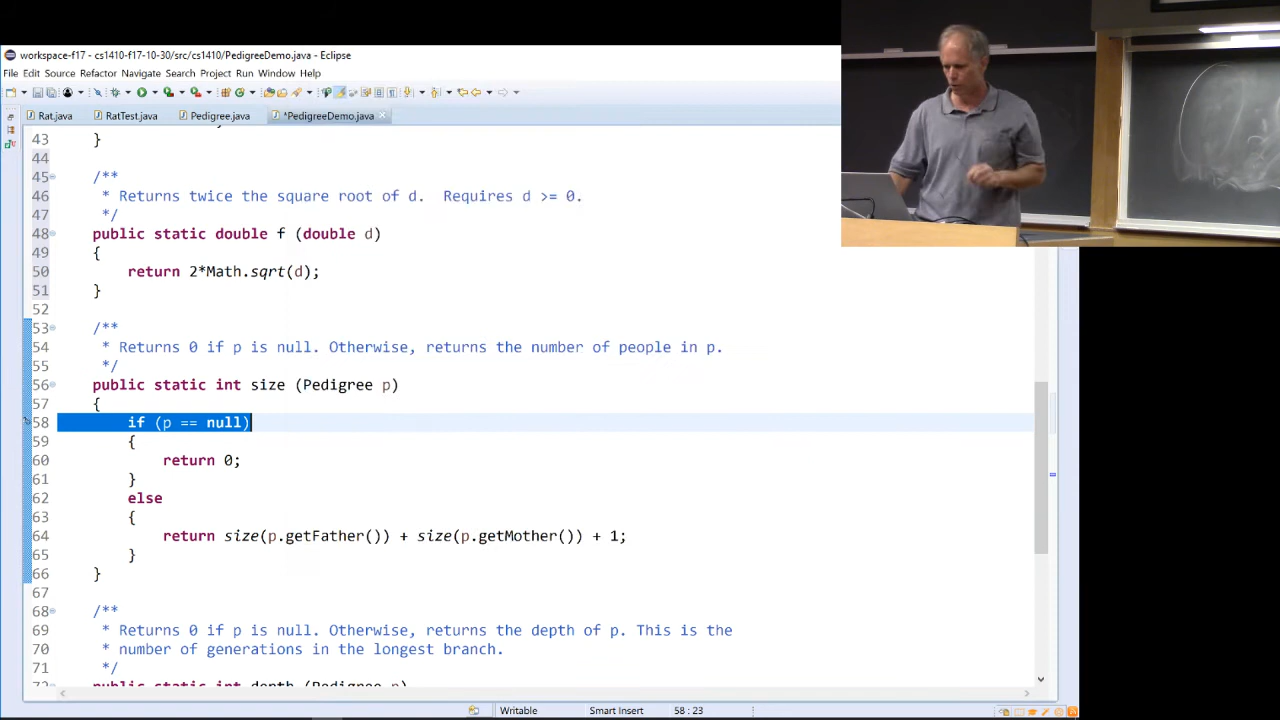 workspace-f17 - cs1410-f17-10-30/src/cs1410/PedigreeDemo.java - Eclipse
File Edit Source Refactor Navigate Search Project Run Window Help
Rat.java RatTest.java Pedigree.java *PedigreeDemo.java
43 }
44
45 /**
46 * Returns twice the square root of d.  Requires d >= 0.
47 */
48 public static double f (double d)
49 {
50 return 2*Math.sqrt(d);
51 }
52
53 /**
54 * Returns 0 if p is null. Otherwise, returns the number of people in p.
55 */
56 public static int size (Pedigree p)
57 {
58 if (p == null)
59 {
60 return 0;
61 }
62 else
63 {
64 return size(p.getFather()) + size(p.getMother()) + 1;
65 }
66 }
67
68 /**
69 * Returns 0 if p is null. Otherwise, returns the depth of p. This is the
70 * number of generations in the longest branch.
71 */
72 public static int depth (Pedigree p)
Writable Smart Insert 58 : 23